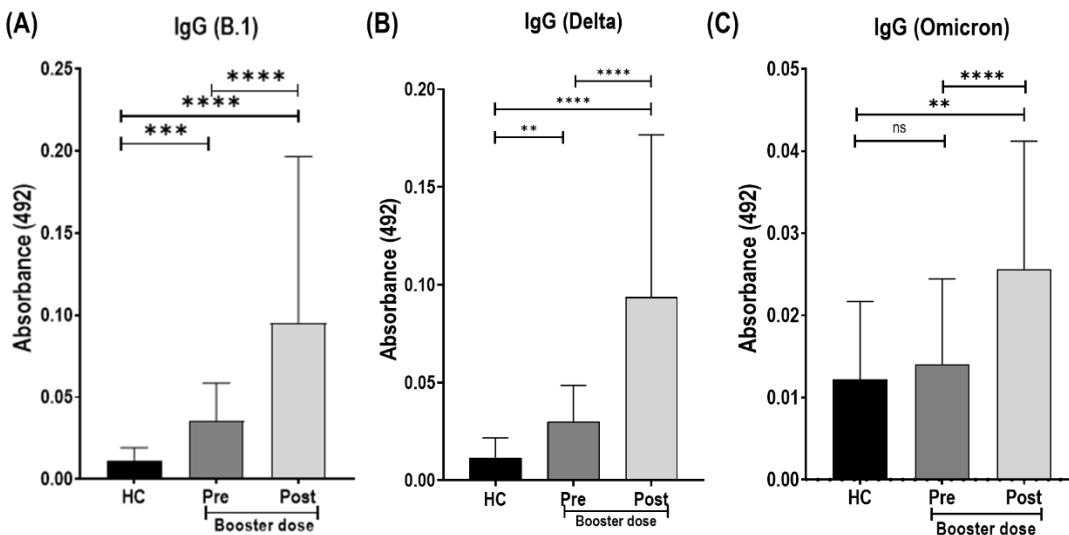 (A)
IgG (B.1)
Absorbance (492)
0.25
0.20
0.15
0.10
0.05
0.00
****
****
***
HC
Pre
Post
Booster dose
(B)
IgG (Delta)
Absorbance (492)
0.20
0.15
0.10
0.05
0.00
****
****
**
HC
Pre
Post
Booster dose
(C)
IgG (Omicron)
Absorbance (492)
0.05
0.04
0.03
0.02
0.01
0.00
****
**
ns
HC
Pre
Post
Booster dose